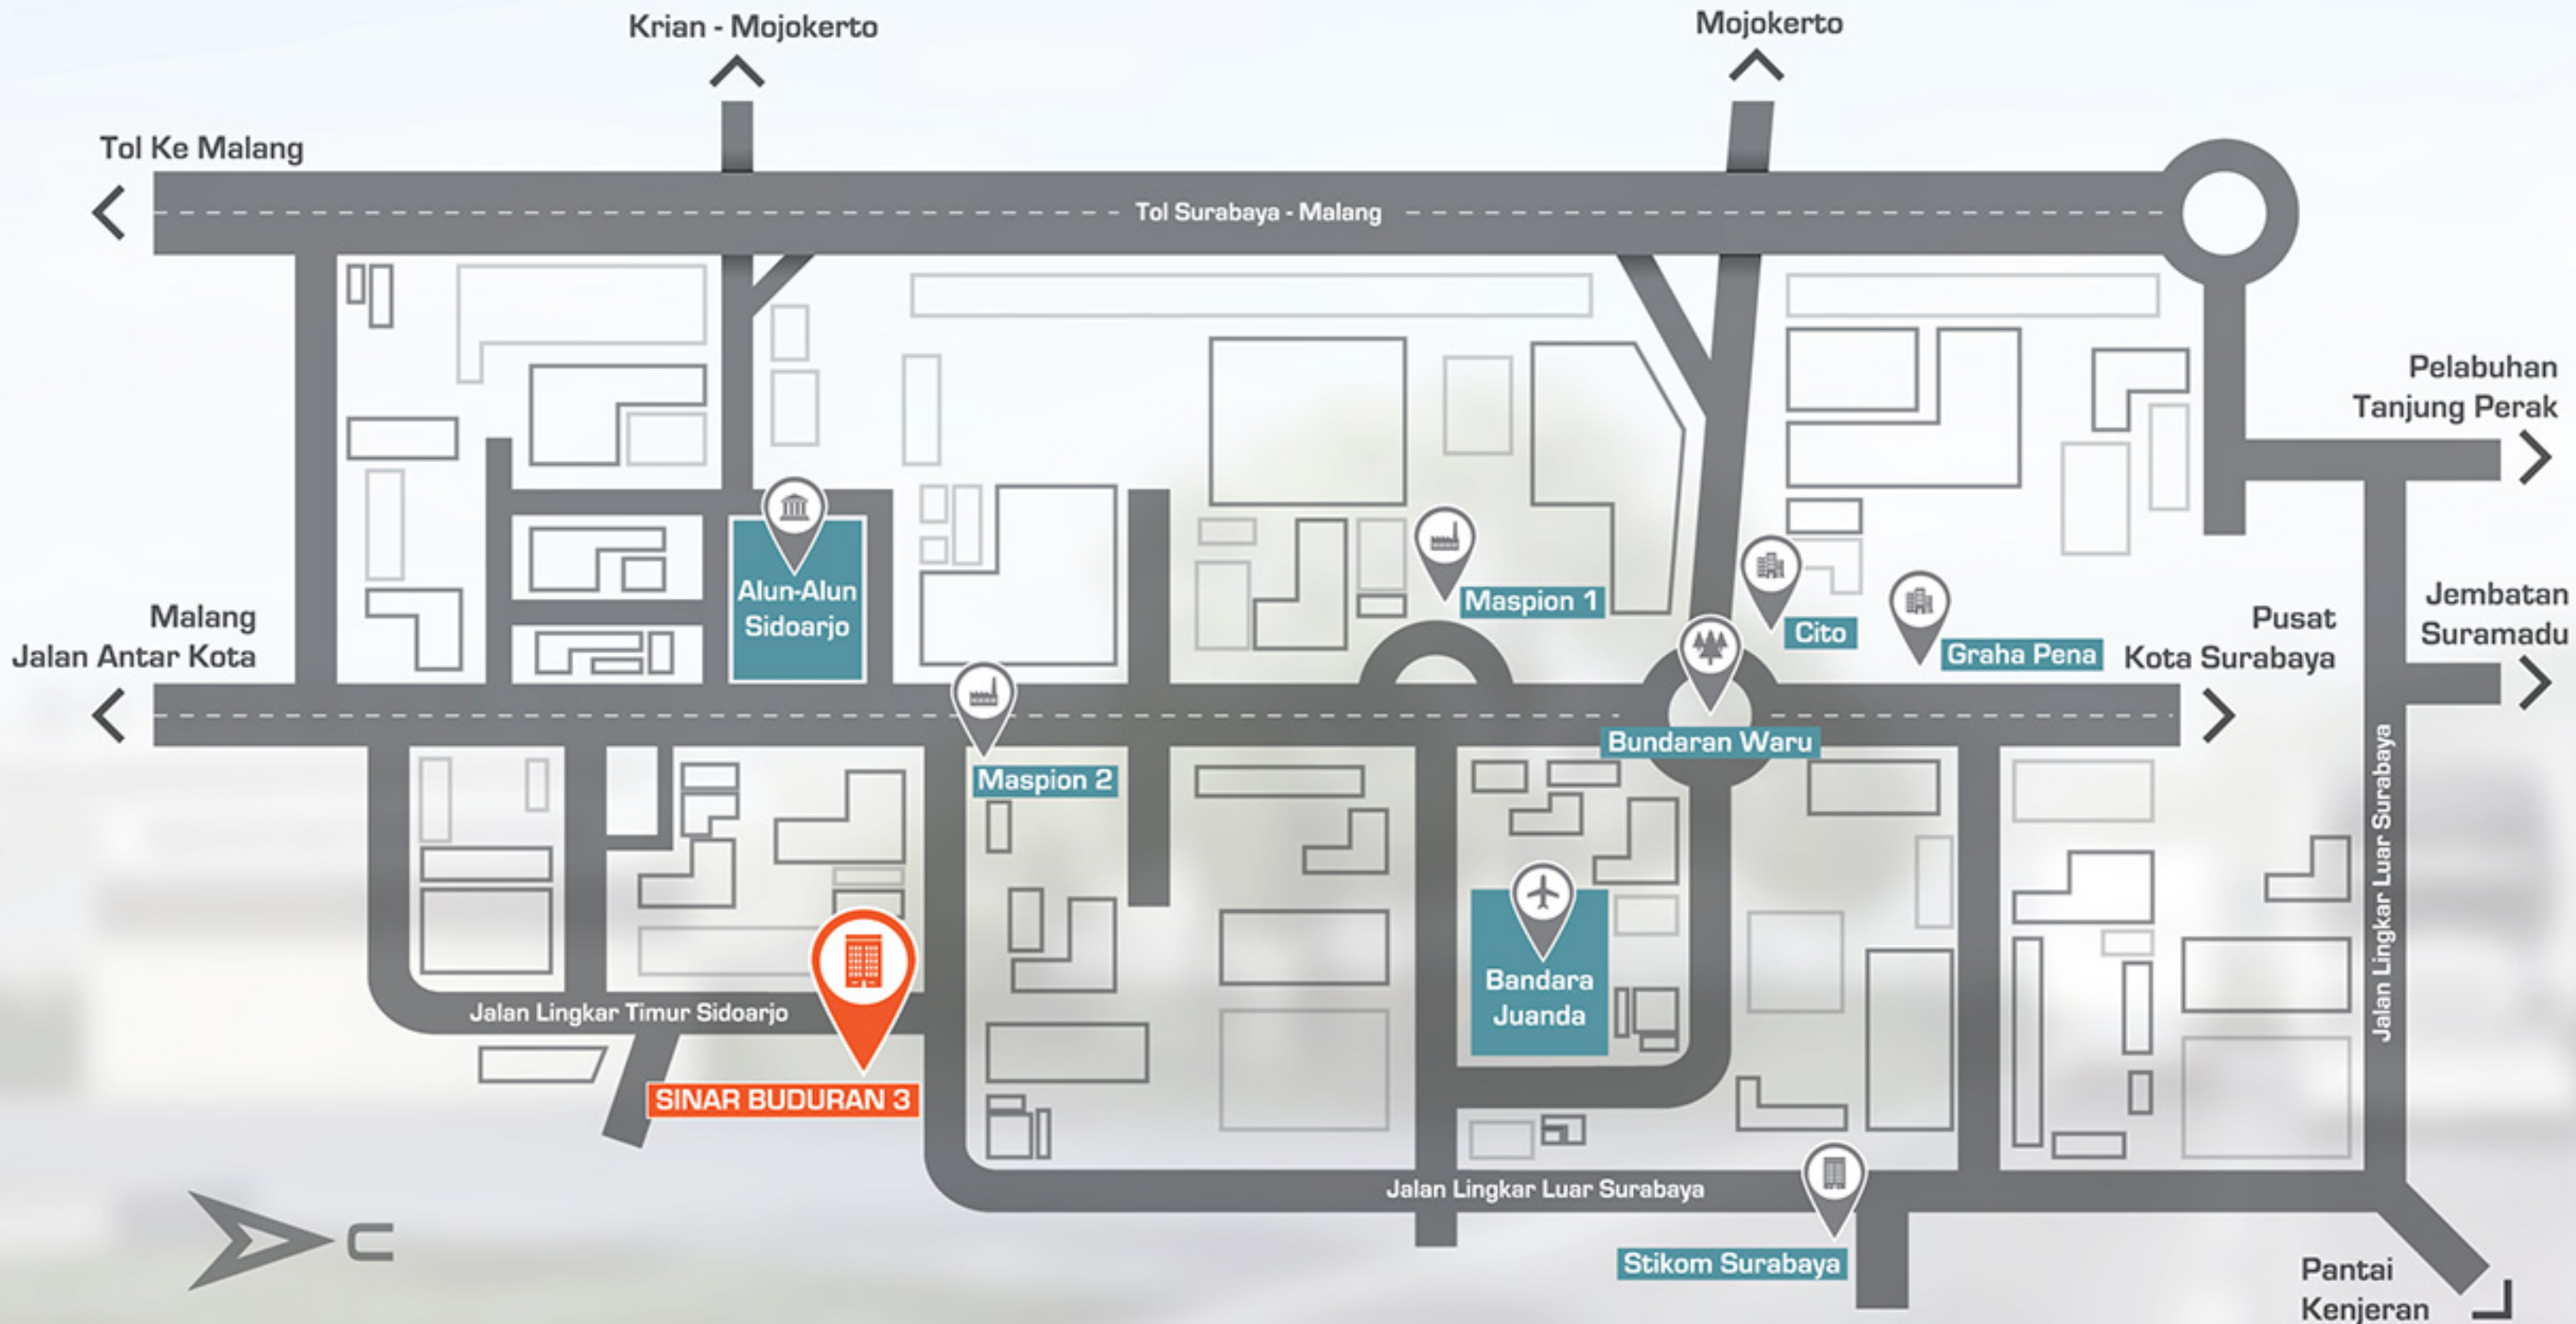 Krian - Mojokerto
Mojokerto
Tol Ke Malang
Tol Surabaya - Malang
Pelabuhan
Tanjung Perak
Alun-Alun
Sidoarjo
Maspion 1
Cito
Graha Pena
Malang
Jalan Antar Kota
Pusat
Kota Surabaya
Jembatan
Suramadu
Maspion 2
Bundaran Waru
Jalan Lingkar Luar Surabaya
Bandara
Juanda
Jalan Lingkar Timur Sidoarjo
SINAR BUDURAN 3
Jalan Lingkar Luar Surabaya
U
Stikom Surabaya
Pantai
Kenjeran